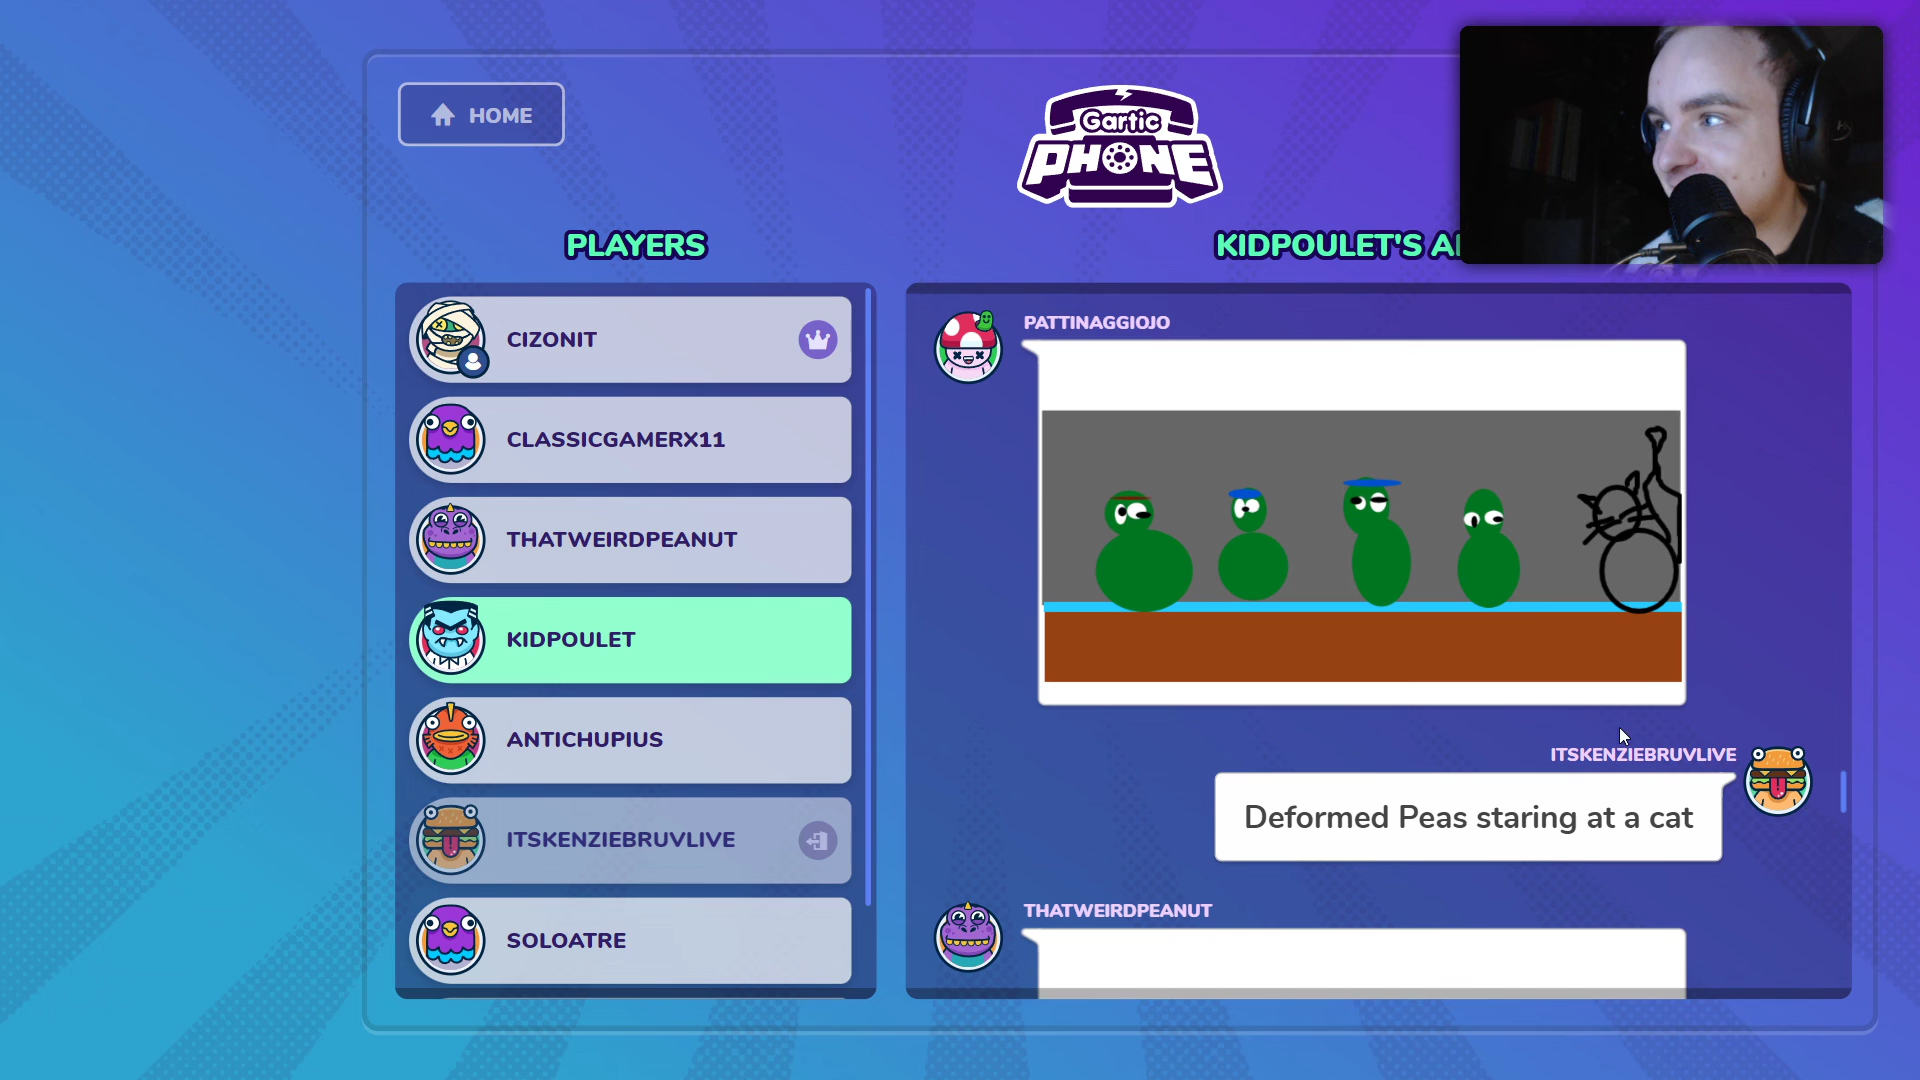 HOME
Gartic
PHONE
PLAYERS
KIDPOULET'S
CIZONIT
CLASSICGAMERX11
THATWEIRDPEANUT
KIDPOULET
ANTICHUPIUS
ITSKENZIEBRUVLIVE
SOLOATRE
PATTINAGGIOJO
ITSKENZIEBRUVLIVE
Deformed Peas staring at a cat
THATWEIRDPEANUT